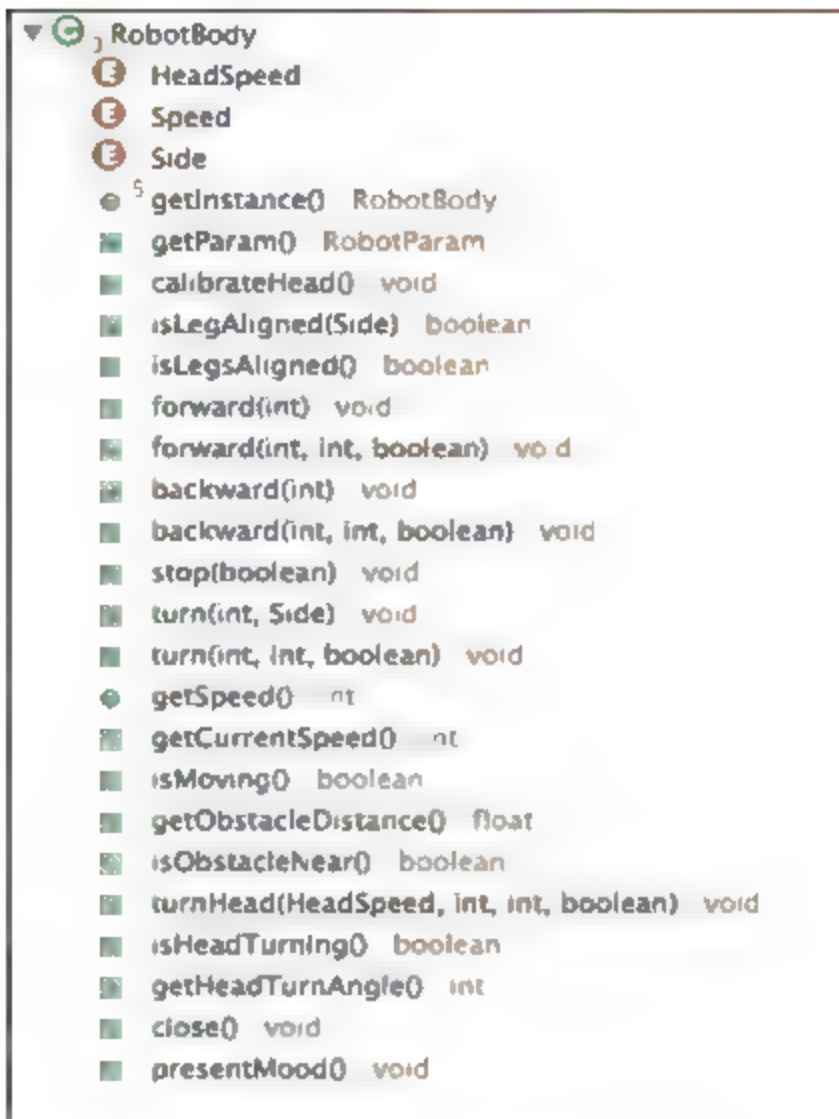 RobotBody
E HeadSpeed
E Speed
E Side
S getInstance() RobotBody
getParam() RobotParam
calibrateHead() void
isLegAligned(Side) boolean
isLegsAligned() boolean
forward(int) void
forward(int, int, boolean) void
backward(int) void
backward(int, int, boolean) void
stop(boolean) void
turn(int, Side) void
turn(int, int, boolean) void
getSpeed() int
getCurrentSpeed() int
isMoving() boolean
getObstacleDistance() float
isObstacleNear() boolean
turnHead(HeadSpeed, int, int, boolean) void
isHeadTurning() boolean
getHeadTurnAngle() int
close() void
presentMood() void